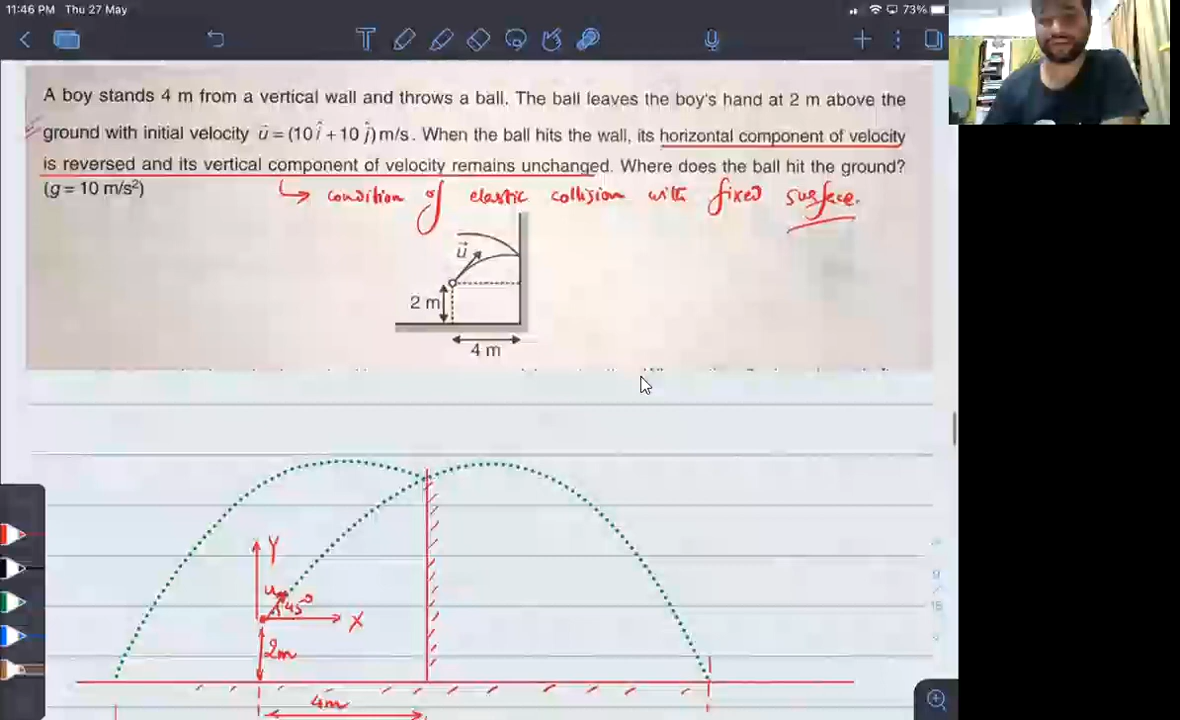 11:46 PM Thu 27 May
73%
A boy stands 4 m from a vertical wall and throws a ball. The ball leaves the boy's hand at 2 m above the
ground with initial velocity u⃗ = (10 î + 10 ĵ) m/s. When the ball hits the wall, its horizontal component of velocity
is reversed and its vertical component of velocity remains unchanged. Where does the ball hit the ground?
(g = 10 m/s²)
↳ condition of elastic collision with fixed surface.
u⃗
2 m
4 m
Y
u
45°
X
2m
4m